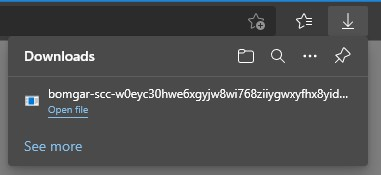 Downloads
bomgar-scc-w0eyc30hwe6xgyjw8wi768ziiygwxyfhx8yid...
Open file
See more